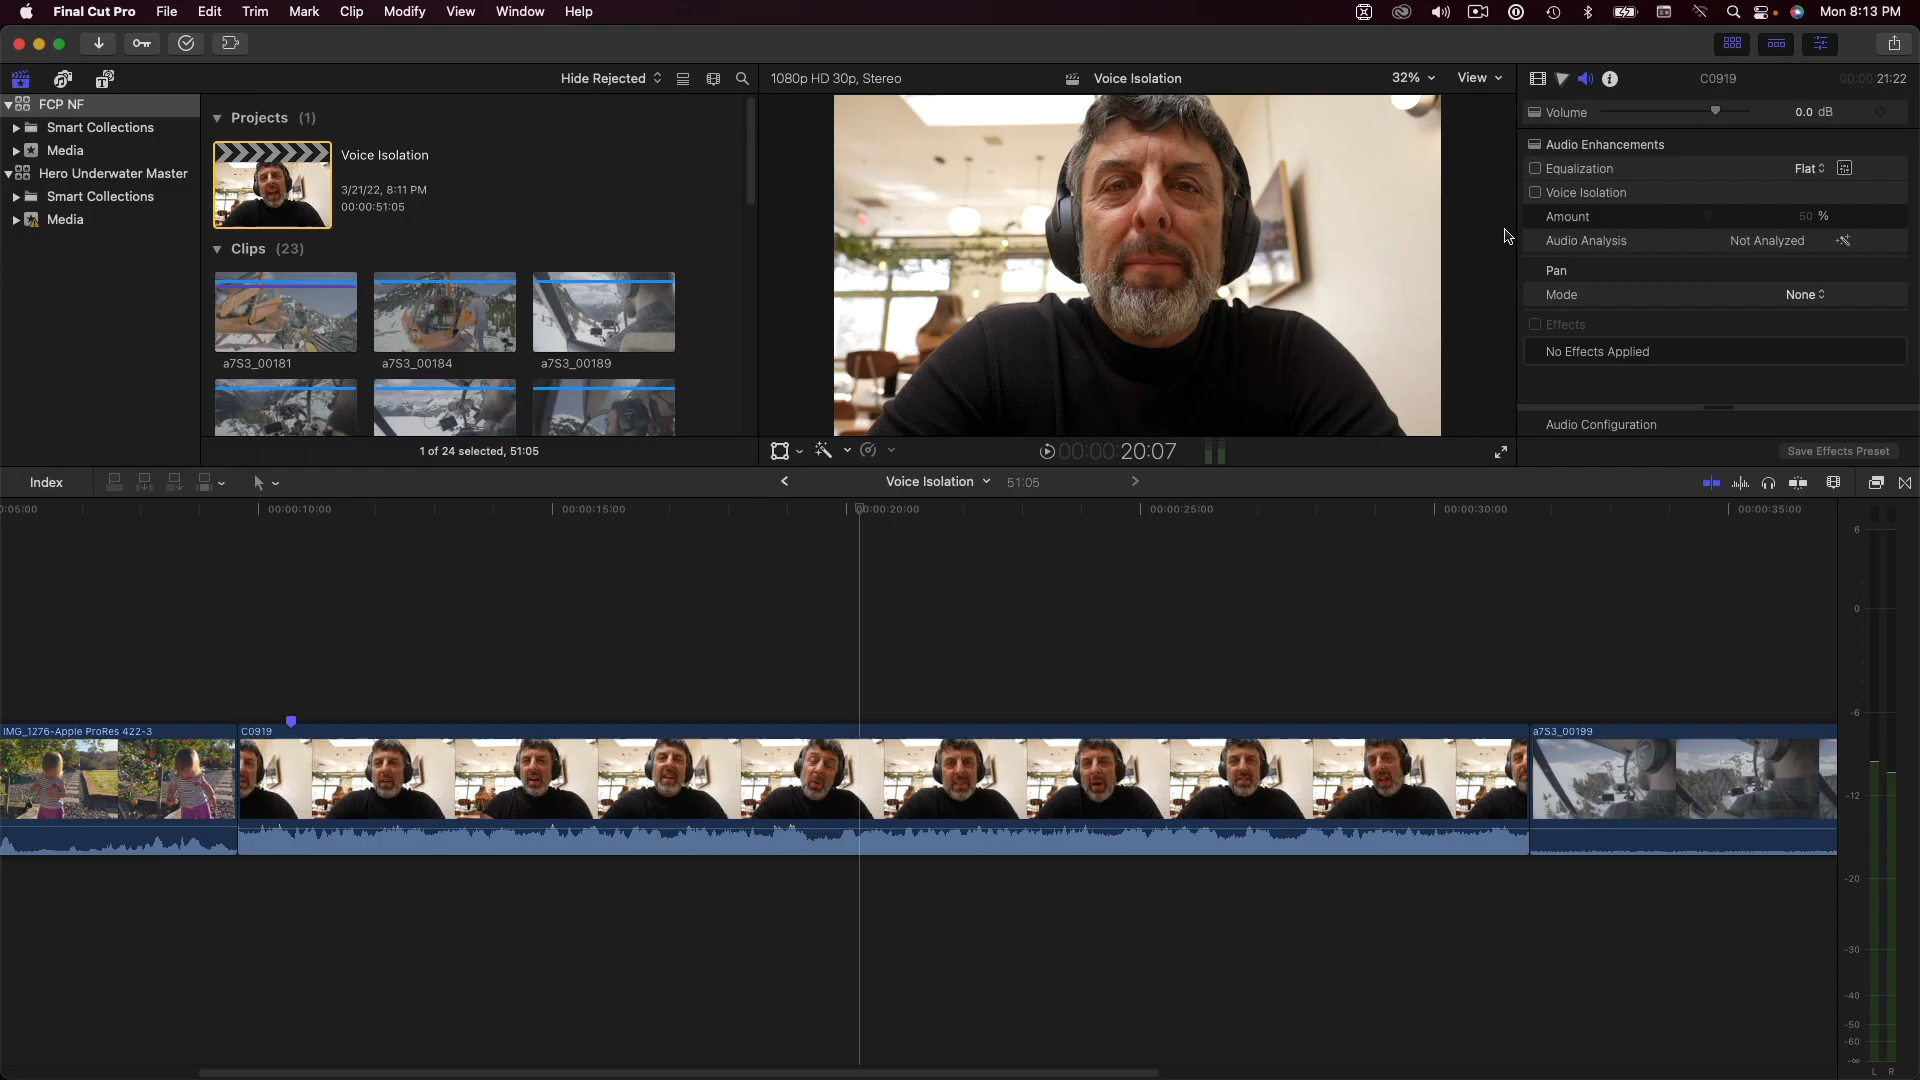 Final Cut Pro File Edit Trim Mark Clip Modify View Window Help Mon 8:13 PM
Hide Rejected
1080p HD 30p, Stereo Voice Isolation 32% View
C0919 00:00:21:22
FCP NF
Smart Collections
Media
Hero Underwater Master
Smart Collections
Media
Projects (1)
Voice Isolation
3/21/22, 8:11 PM
00:00:51:05
Clips (23)
a7S3_00181 a7S3_00184 a7S3_00189
1 of 24 selected, 51:05
00:00:20:07
Volume 0.0 dB
Audio Enhancements
Equalization Flat
Voice Isolation
Amount 50 %
Audio Analysis Not Analyzed
Pan
Mode None
Effects
No Effects Applied
Audio Configuration
Save Effects Preset
Index Voice Isolation 51:05
0:05:00 00:00:10:00 00:00:15:00 00:00:20:00 00:00:25:00 00:00:30:00 00:00:35:00
IMG_1276-Apple ProRes 422-3 C0919 a7S3_00199
6
0
-6
-12
-20
-30
-40
-50
-60
-∞
L R